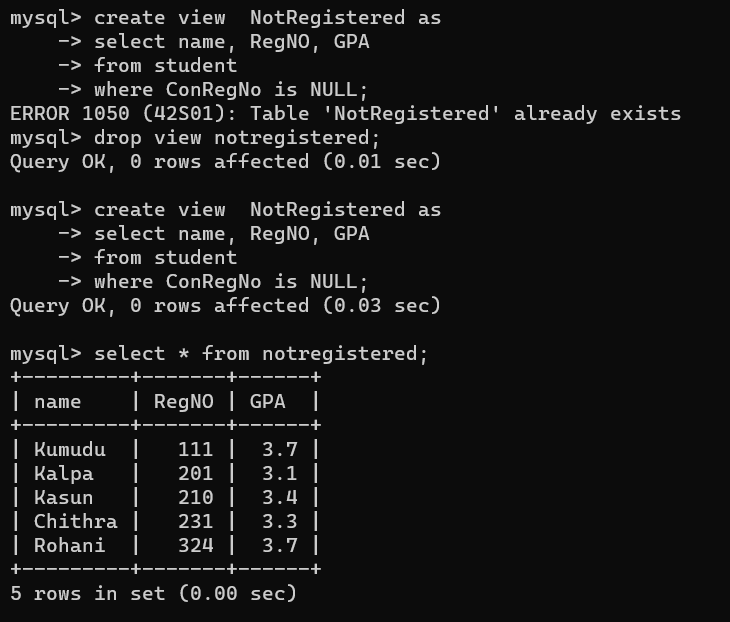 mysql> create view  NotRegistered as
    -> select name, RegNO, GPA
    -> from student
    -> where ConRegNo is NULL;
ERROR 1050 (42S01): Table 'NotRegistered' already exists
mysql> drop view notregistered;
Query OK, 0 rows affected (0.01 sec)

mysql> create view  NotRegistered as
    -> select name, RegNO, GPA
    -> from student
    -> where ConRegNo is NULL;
Query OK, 0 rows affected (0.03 sec)

mysql> select * from notregistered;
+---------+-------+------+
| name    | RegNO | GPA  |
+---------+-------+------+
| Kumudu  |   111 |  3.7 |
| Kalpa   |   201 |  3.1 |
| Kasun   |   210 |  3.4 |
| Chithra |   231 |  3.3 |
| Rohani  |   324 |  3.7 |
+---------+-------+------+
5 rows in set (0.00 sec)